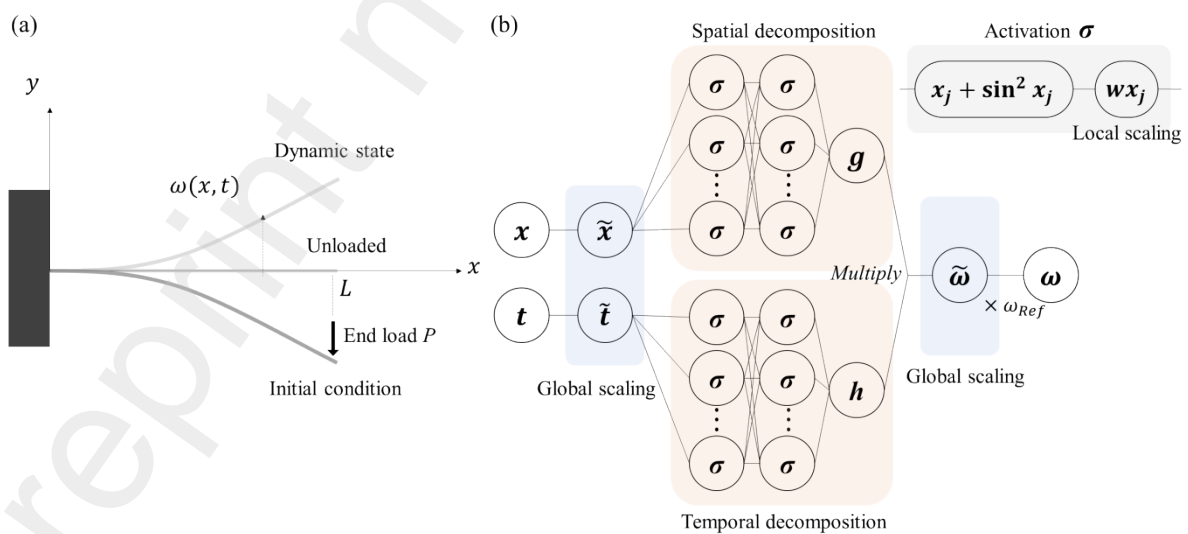 (a)
y
Dynamic state
ω(x, t)
Unloaded
x
L
End load P
Initial condition
(b)
Spatial decomposition
Activation σ
σ σ
x_j + sin² x_j
wx_j
Local scaling
σ σ
g
σ σ
x
x̃
Multiply
ω̃
ω
× ω_Ref
t
t̃
σ σ
Global scaling
Global scaling
σ σ
h
σ σ
Temporal decomposition
reprint n